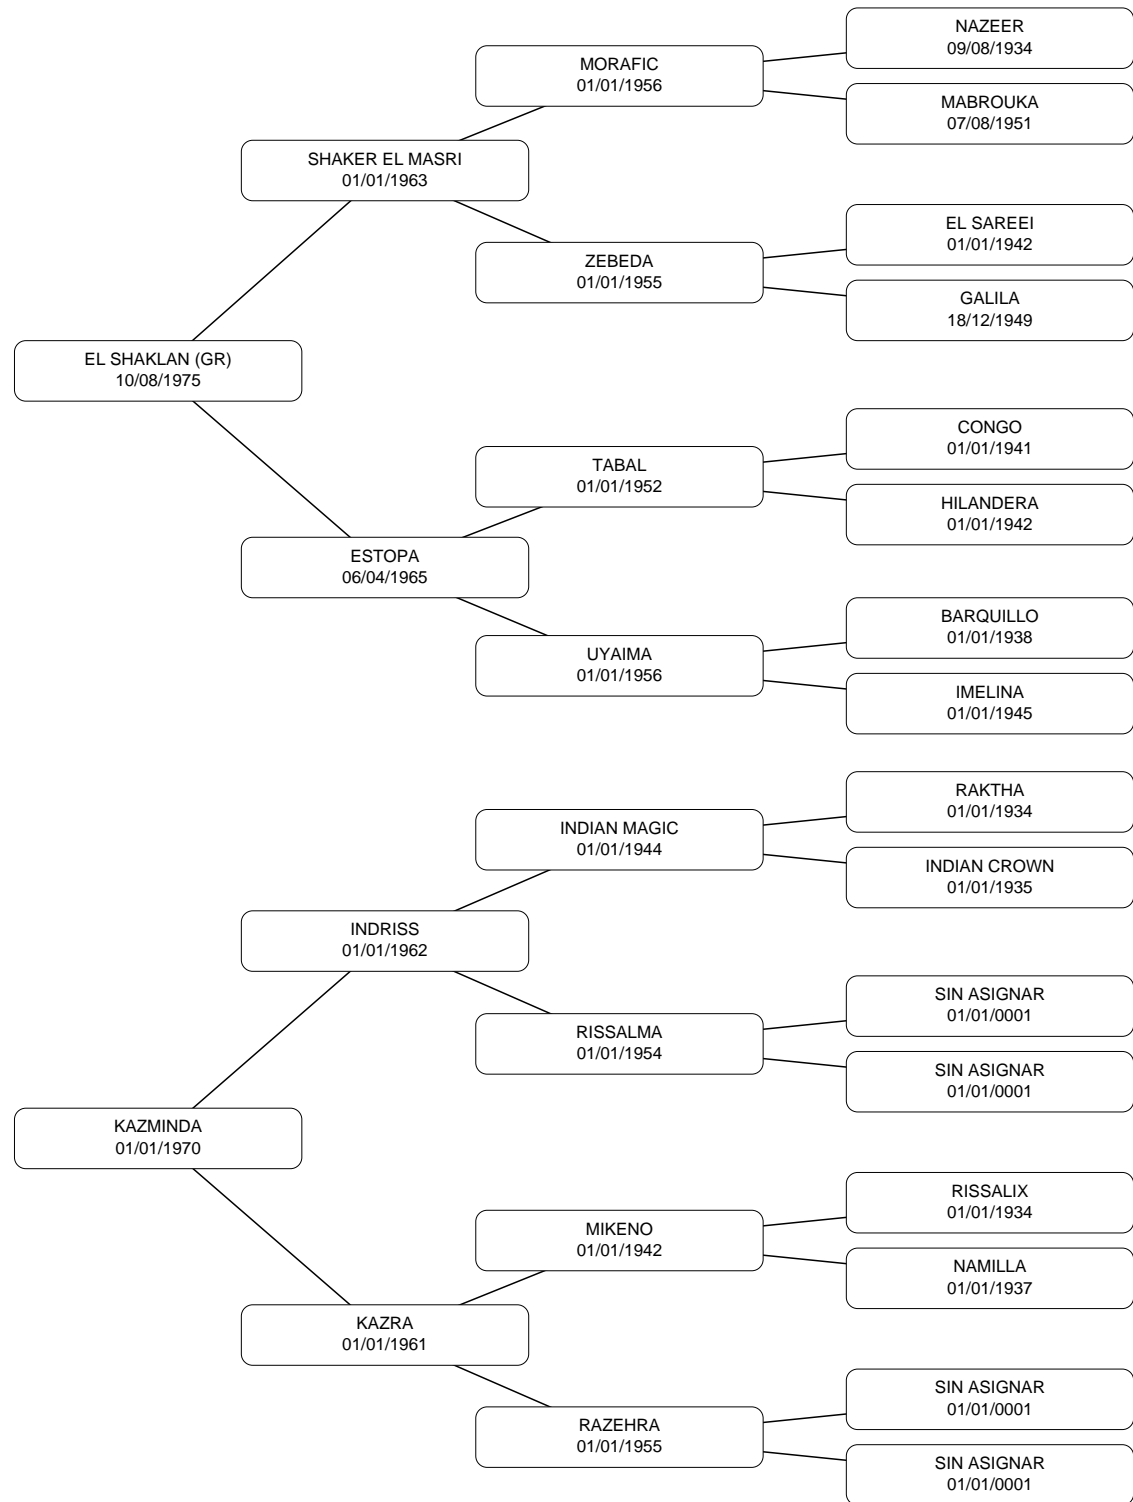 NAZEER
09/08/1934
MORAFIC
01/01/1956
MABROUKA
07/08/1951
SHAKER EL MASRI
01/01/1963
EL SAREEI
01/01/1942
ZEBEDA
01/01/1955
GALILA
18/12/1949
EL SHAKLAN (GR)
10/08/1975
CONGO
01/01/1941
TABAL
01/01/1952
HILANDERA
01/01/1942
ESTOPA
06/04/1965
BARQUILLO
01/01/1938
UYAIMA
01/01/1956
IMELINA
01/01/1945
RAKTHA
01/01/1934
INDIAN MAGIC
01/01/1944
INDIAN CROWN
01/01/1935
INDRISS
01/01/1962
SIN ASIGNAR
01/01/0001
RISSALMA
01/01/1954
SIN ASIGNAR
01/01/0001
KAZMINDA
01/01/1970
RISSALIX
01/01/1934
MIKENO
01/01/1942
NAMILLA
01/01/1937
KAZRA
01/01/1961
SIN ASIGNAR
01/01/0001
RAZEHRA
01/01/1955
SIN ASIGNAR
01/01/0001